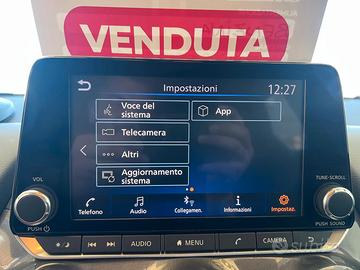 VENDUTA
Impostazioni
12:27
Voce del
sistema
App
Telecamera
Altri
Aggiornamento
sistema
Telefono
Audio
Collegamen.
Informazioni
Impostaz.
VOL
PUSH
TUNE•SCROLL
PUSH SOUND
AUDIO
MENU
CAMERA